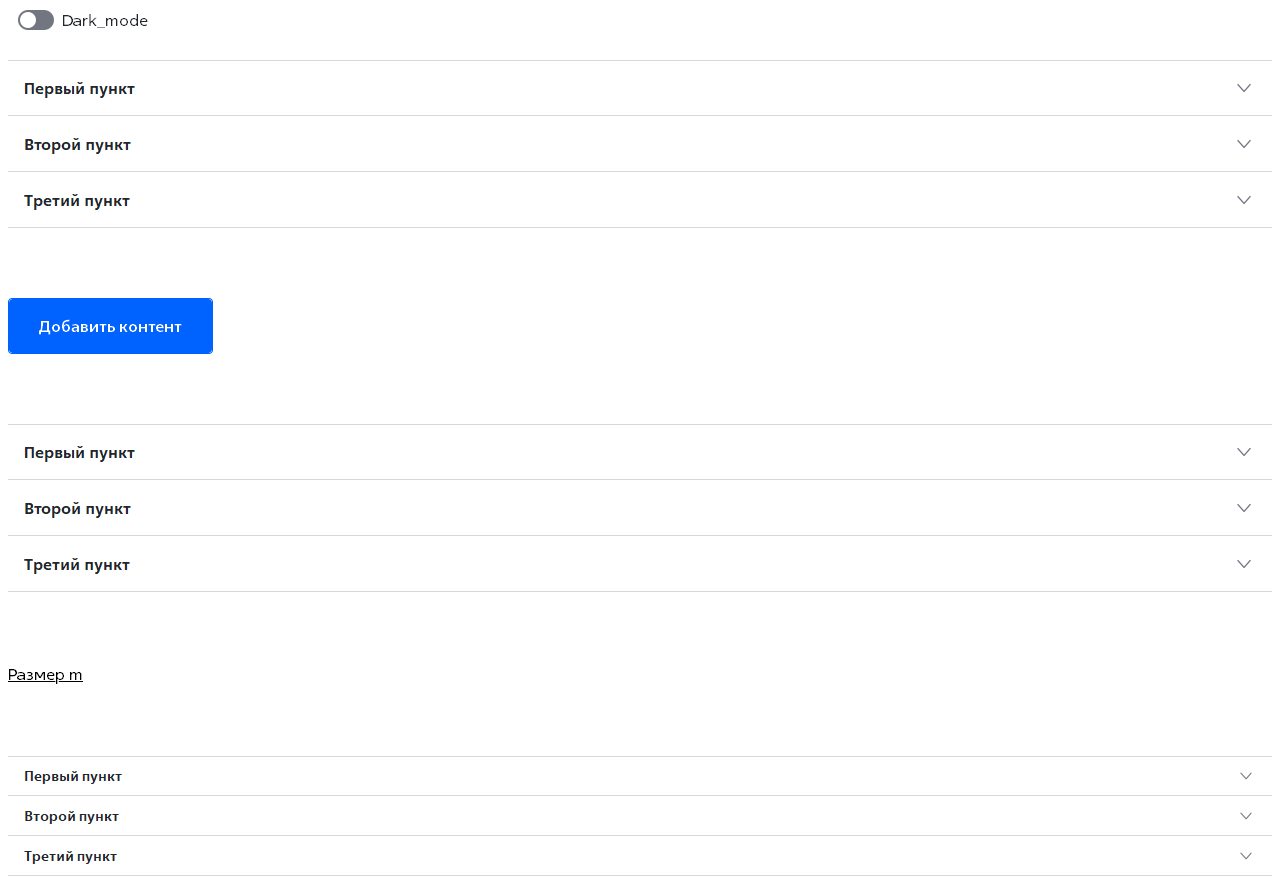 Dark_mode
Первый пункт
Второй пункт
Третий пункт
Добавить контент
Первый пункт
Второй пункт
Третий пункт
Размер m
Первый пункт
Второй пункт
Третий пункт